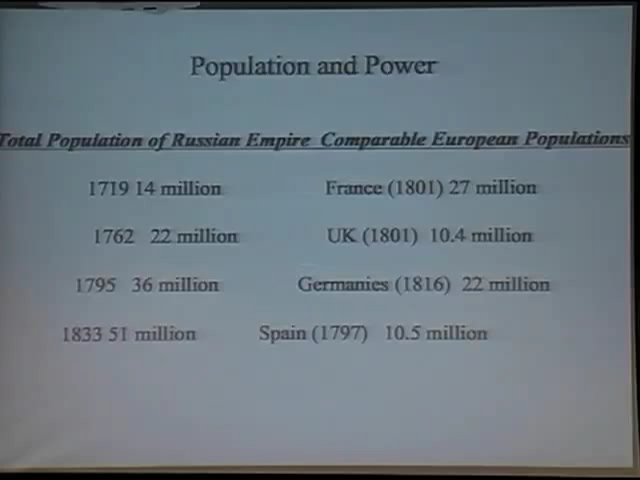 Population and Power
Total Population of Russian Empire Comparable European Populations
1719 14 million France (1801) 27 million
1762 22 million UK (1801) 10.4 million
1795 36 million Germanies (1816) 22 million
1833 51 million Spain (1797) 10.5 million